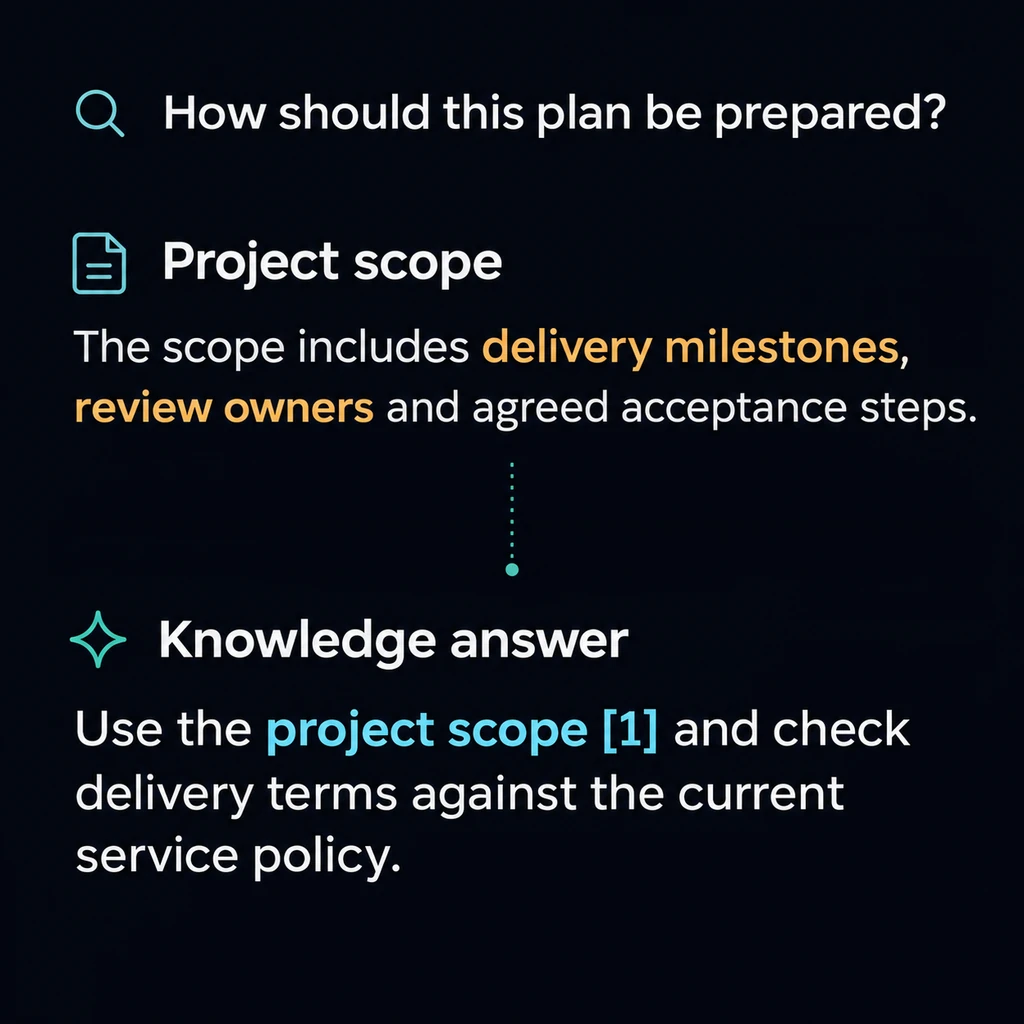 How should this plan be prepared?
Project scope
The scope includes delivery milestones,
review owners and agreed acceptance steps.
Knowledge answer
Use the project scope [1] and check
delivery terms against the current
service policy.